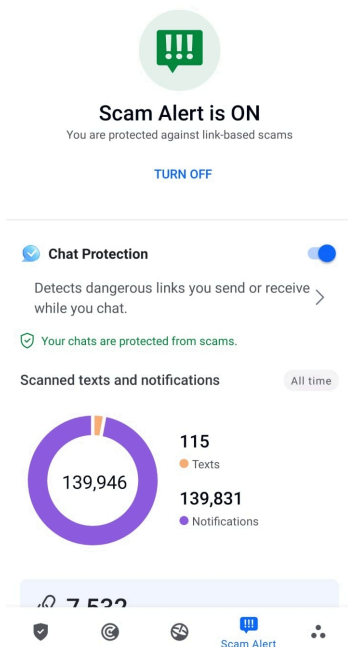 Scam Alert is ON
You are protected against link-based scams
TURN OFF
Chat Protection
Detects dangerous links you send or receive
while you chat.
Your chats are protected from scams.
Scanned texts and notifications
All time
139,946
115
Texts
139,831
Notifications
7,532
Scam Alert